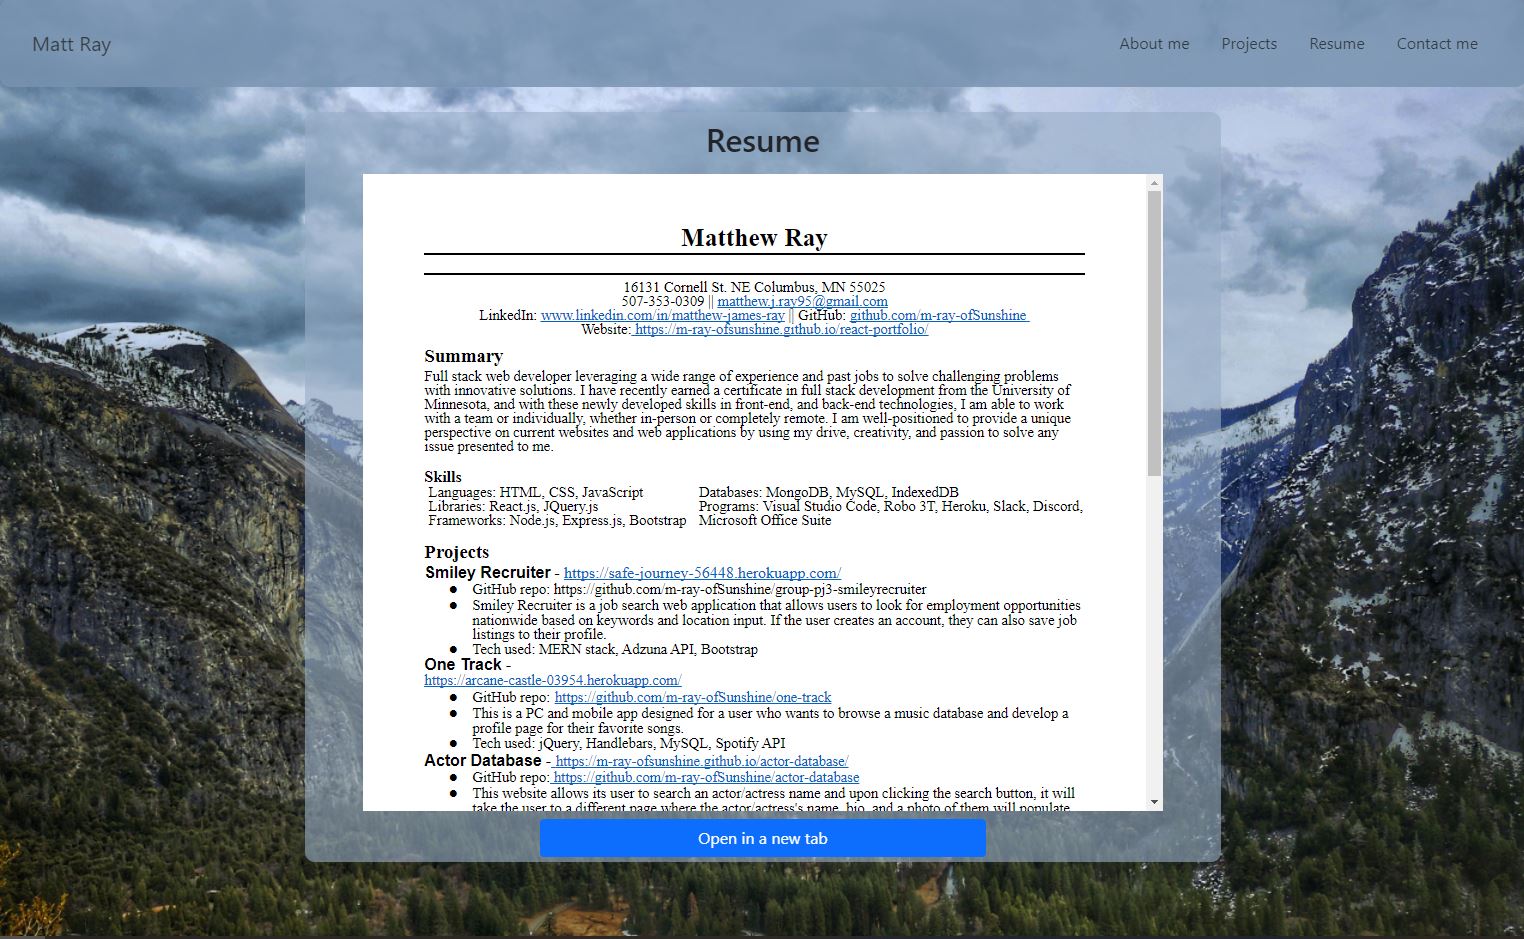 Matt Ray
About me
Projects
Resume
Contact me
Resume
Matthew Ray
16131 Cornell St. NE Columbus, MN 55025
507-353-0309 || matthew.j.ray95@gmail.com
LinkedIn: www.linkedin.com/in/matthew-james-ray || GitHub: github.com/m-ray-ofSunshine
Website: https://m-ray-ofsunshine.github.io/react-portfolio/
Summary
Full stack web developer leveraging a wide range of experience and past jobs to solve challenging problems
with innovative solutions. I have recently earned a certificate in full stack development from the University of
Minnesota, and with these newly developed skills in front-end, and back-end technologies, I am able to work
with a team or individually, whether in-person or completely remote. I am well-positioned to provide a unique
perspective on current websites and web applications by using my drive, creativity, and passion to solve any
issue presented to me.
Skills
Languages: HTML, CSS, JavaScript
Libraries: React.js, JQuery.js
Frameworks: Node.js, Express.js, Bootstrap
Databases: MongoDB, MySQL, IndexedDB
Programs: Visual Studio Code, Robo 3T, Heroku, Slack, Discord,
Microsoft Office Suite
Projects
Smiley Recruiter - https://safe-journey-56448.herokuapp.com/
● GitHub repo: https://github.com/m-ray-ofSunshine/group-pj3-smileyrecruiter
● Smiley Recruiter is a job search web application that allows users to look for employment opportunities
nationwide based on keywords and location input. If the user creates an account, they can also save job
listings to their profile.
● Tech used: MERN stack, Adzuna API, Bootstrap
One Track -
https://arcane-castle-03954.herokuapp.com/
● GitHub repo: https://github.com/m-ray-ofSunshine/one-track
● This is a PC and mobile app designed for a user who wants to browse a music database and develop a
profile page for their favorite songs.
● Tech used: jQuery, Handlebars, MySQL, Spotify API
Actor Database - https://m-ray-ofsunshine.github.io/actor-database/
● GitHub repo: https://github.com/m-ray-ofSunshine/actor-database
● This website allows its user to search an actor/actress name and upon clicking the search button, it will
take the user to a different page where the actor/actress's name, bio, and a photo of them will populate
Open in a new tab